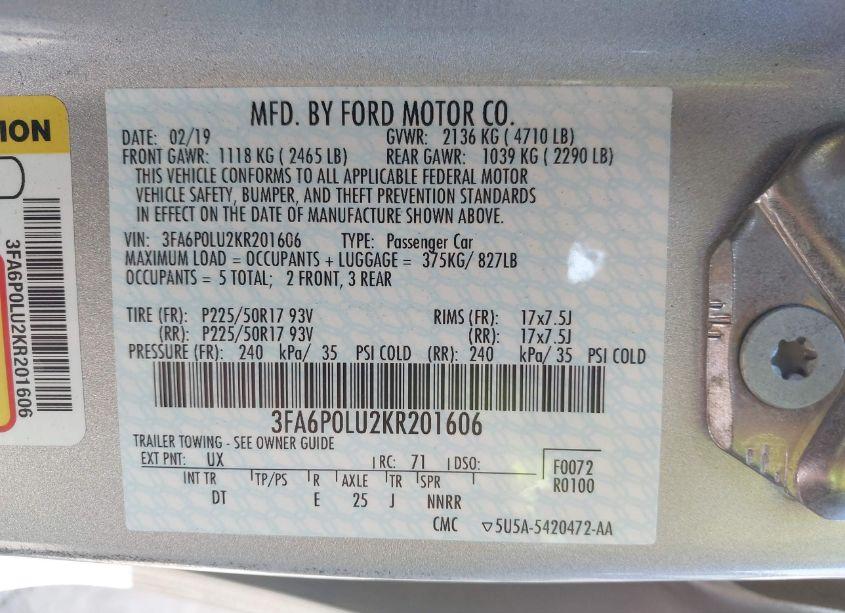 MFD. BY FORD MOTOR CO.
DATE: 02/19 GVWR: 2136 KG ( 4710 LB)
FRONT GAWR: 1118 KG ( 2465 LB) REAR GAWR: 1039 KG ( 2290 LB)
THIS VEHICLE CONFORMS TO ALL APPLICABLE FEDERAL MOTOR
VEHICLE SAFETY, BUMPER, AND THEFT PREVENTION STANDARDS
IN EFFECT ON THE DATE OF MANUFACTURE SHOWN ABOVE.
VIN: 3FA6P0LU2KR201606 TYPE: Passenger Car
MAXIMUM LOAD = OCCUPANTS + LUGGAGE = 375KG/ 827LB
OCCUPANTS = 5 TOTAL; 2 FRONT, 3 REAR
TIRE (FR): P225/50R17 93V RIMS (FR): 17x7.5J
(RR): P225/50R17 93V (RR): 17x7.5J
PRESSURE (FR): 240 kPa/ 35 PSI COLD (RR): 240 kPa/ 35 PSI COLD
3FA6P0LU2KR201606
TRAILER TOWING - SEE OWNER GUIDE
EXT PNT: UX RC: 71 DSO: F0072
R0100
INT TR TP/PS R AXLE TR SPR
DT E 25 J NNRR
CMC ▽5U5A-5420472-AA
ION
3FA6P0LU2KR201606